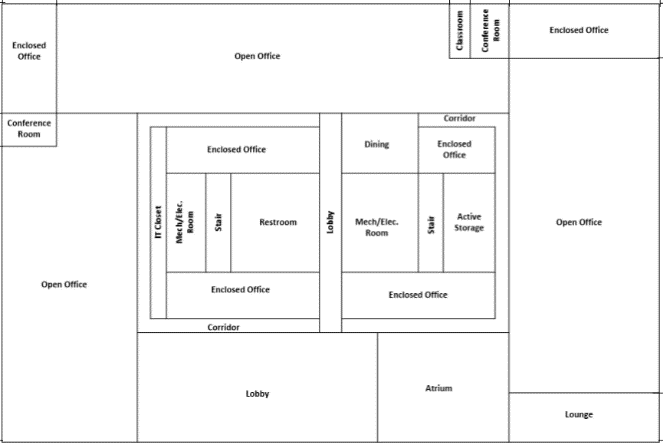 Enclosed
Office
Open Office
Classroom
Conference
Room
Enclosed Office
Conference
Room
Corridor
Enclosed Office
Dining
Enclosed
Office
IT Closet
Mech/Elec.
Room
Stair
Restroom
Lobby
Mech/Elec.
Room
Stair
Active
Storage
Open Office
Open Office
Enclosed Office
Enclosed Office
Corridor
Lobby
Atrium
Lounge